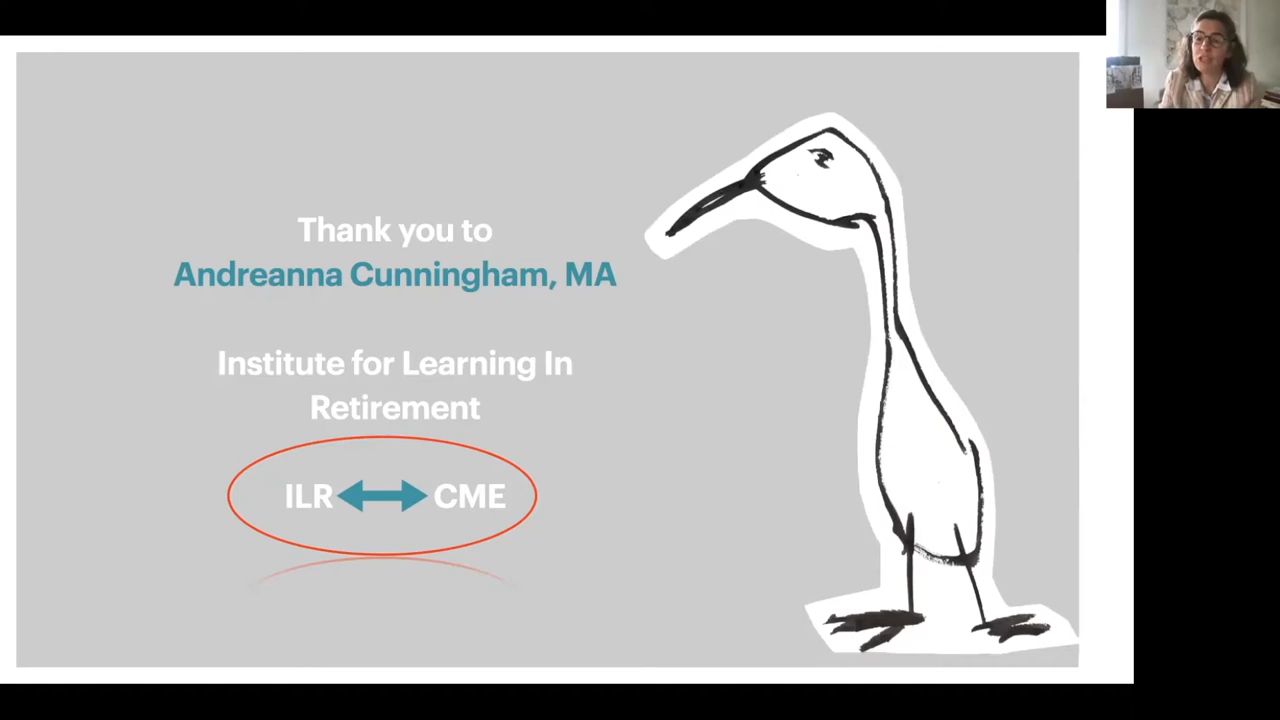 Thank you to
Andreanna Cunningham, MA
Institute for Learning In
Retirement
ILR CME